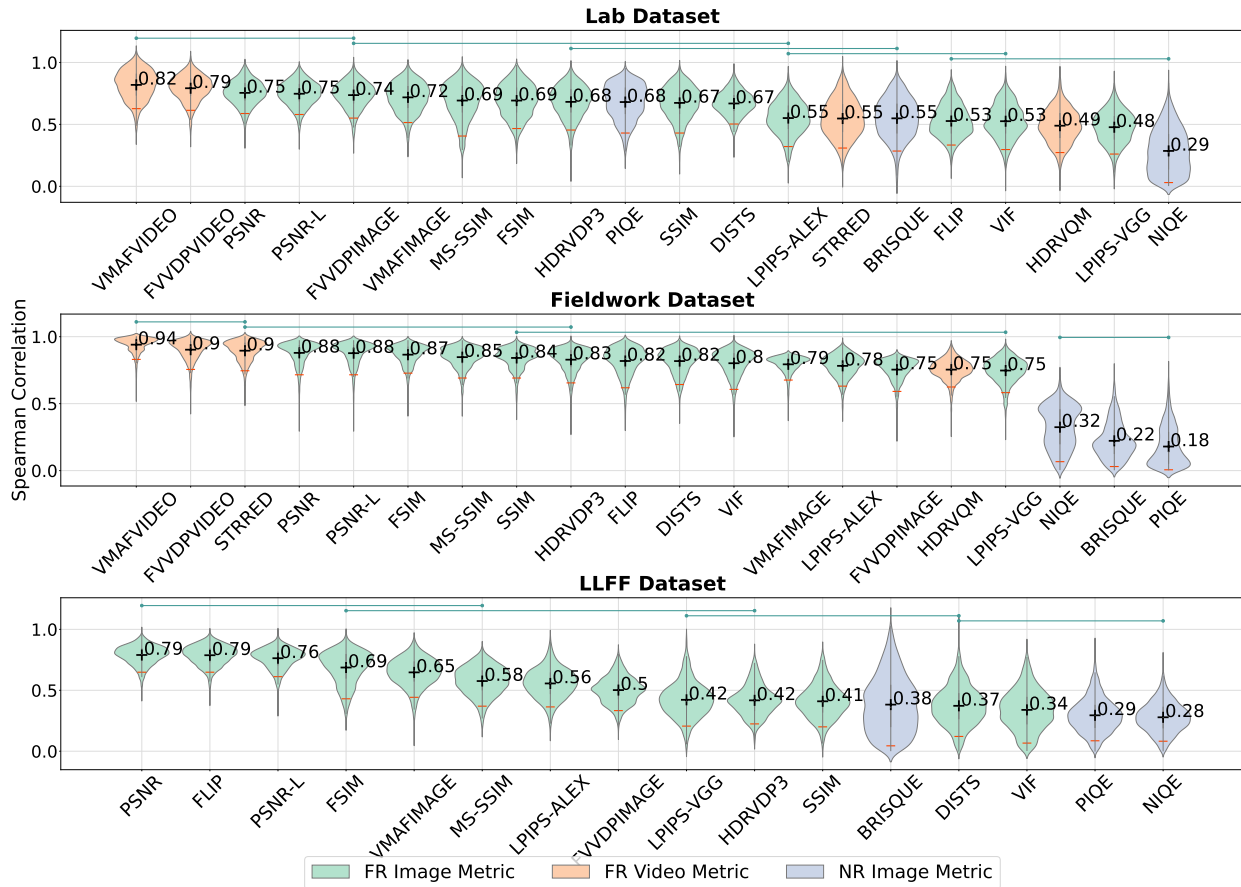 Lab Dataset
1.0
0.5
0.0
0.82 0.79 0.75 0.75 0.74 0.72 0.69 0.69 0.68 0.68 0.67 0.67 0.55 0.55 0.55 0.53 0.53 0.49 0.48 0.29
VMAFVIDEO FVVDPVIDEO PSNR PSNR-L FVVDPIMAGE VMAFIMAGE MS-SSIM FSIM HDRVDP3 PIQE SSIM DISTS LPIPS-ALEX STRRED BRISQUE FLIP VIF HDRVQM LPIPS-VGG NIQE
Spearman Correlation
Fieldwork Dataset
1.0
0.5
0.0
0.94 0.9 0.9 0.88 0.88 0.87 0.85 0.84 0.83 0.82 0.82 0.8 0.79 0.78 0.75 0.75 0.75 0.32 0.22 0.18
VMAFVIDEO FVVDPVIDEO STRRED PSNR PSNR-L FSIM MS-SSIM SSIM HDRVDP3 FLIP DISTS VIF VMAFIMAGE LPIPS-ALEX FVVDPIMAGE HDRVQM LPIPS-VGG NIQE BRISQUE PIQE
LLFF Dataset
1.0
0.5
0.0
0.79 0.79 0.76 0.69 0.65 0.58 0.56 0.5 0.42 0.42 0.41 0.38 0.37 0.34 0.29 0.28
PSNR FLIP PSNR-L FSIM VMAFIMAGE MS-SSIM LPIPS-ALEX FVVDPIMAGE LPIPS-VGG HDRVDP3 SSIM BRISQUE DISTS VIF PIQE NIQE
FR Image Metric FR Video Metric NR Image Metric